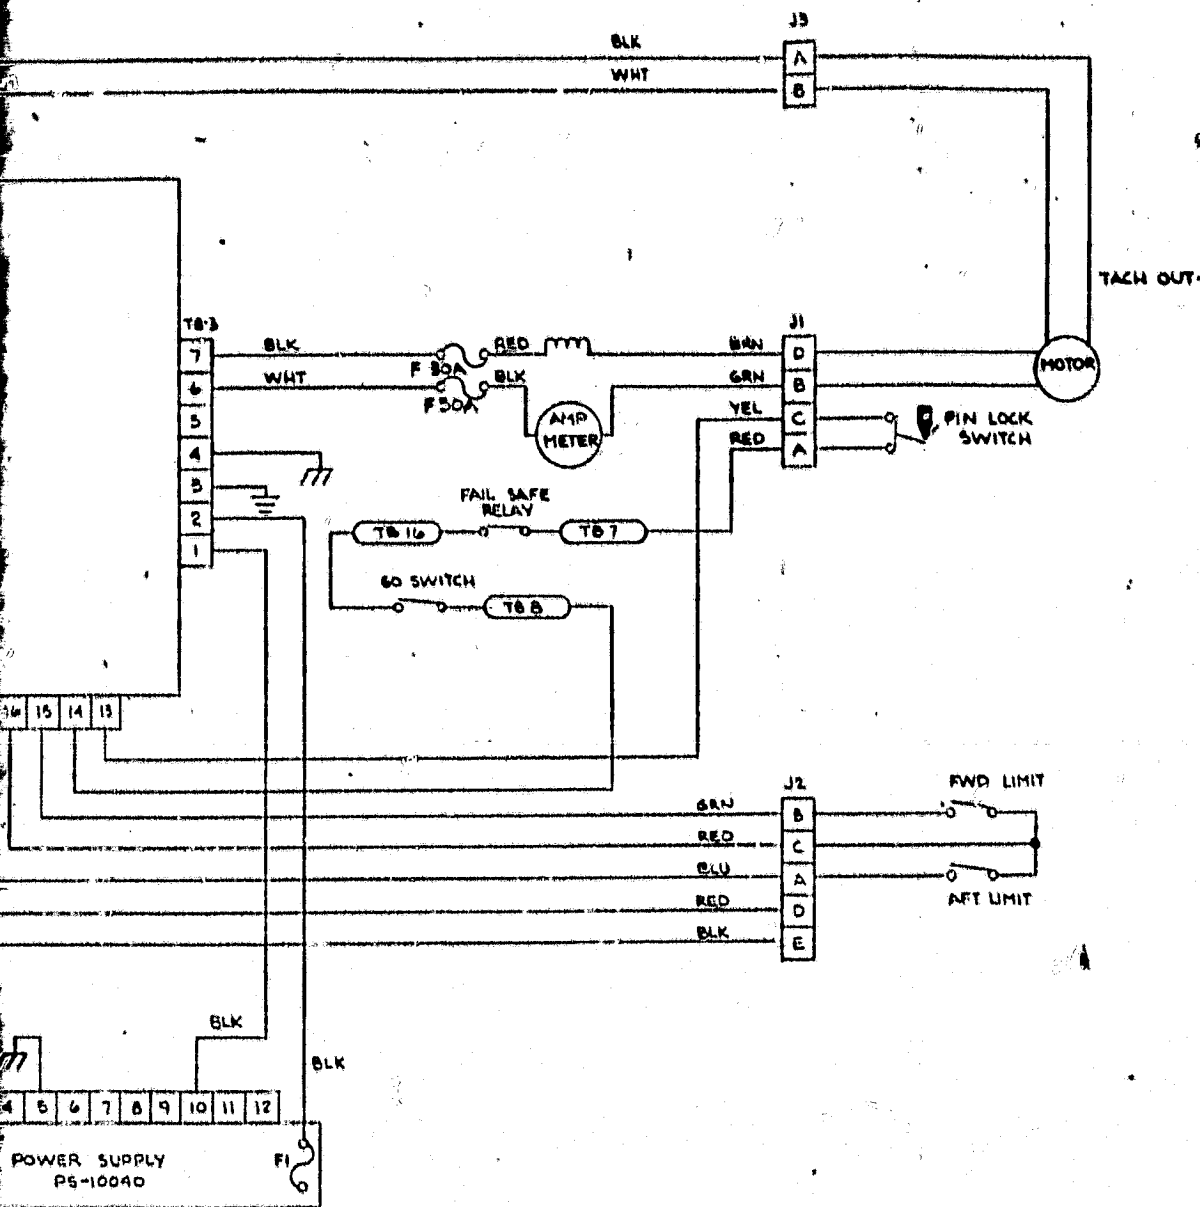 J3
BLK
A
WHT
B
TACH OUT-
TB-3
J1
7
BLK
RED
BRN
D
MOTOR
F 30A
6
WHT
BLK
GRN
B
F 30A
5
AMP
METER
YEL
C
PIN LOCK
SWITCH
RED
A
4
3
FAIL SAFE
RELAY
2
TB 16
TB 7
1
GO SWITCH
TB 8
16
15
14
13
J2
FWD LIMIT
GRN
B
RED
C
BLU
A
AFT LIMIT
RED
D
BLK
E
BLK
BLK
4
5
6
7
8
9
10
11
12
POWER SUPPLY
PS-10040
F1